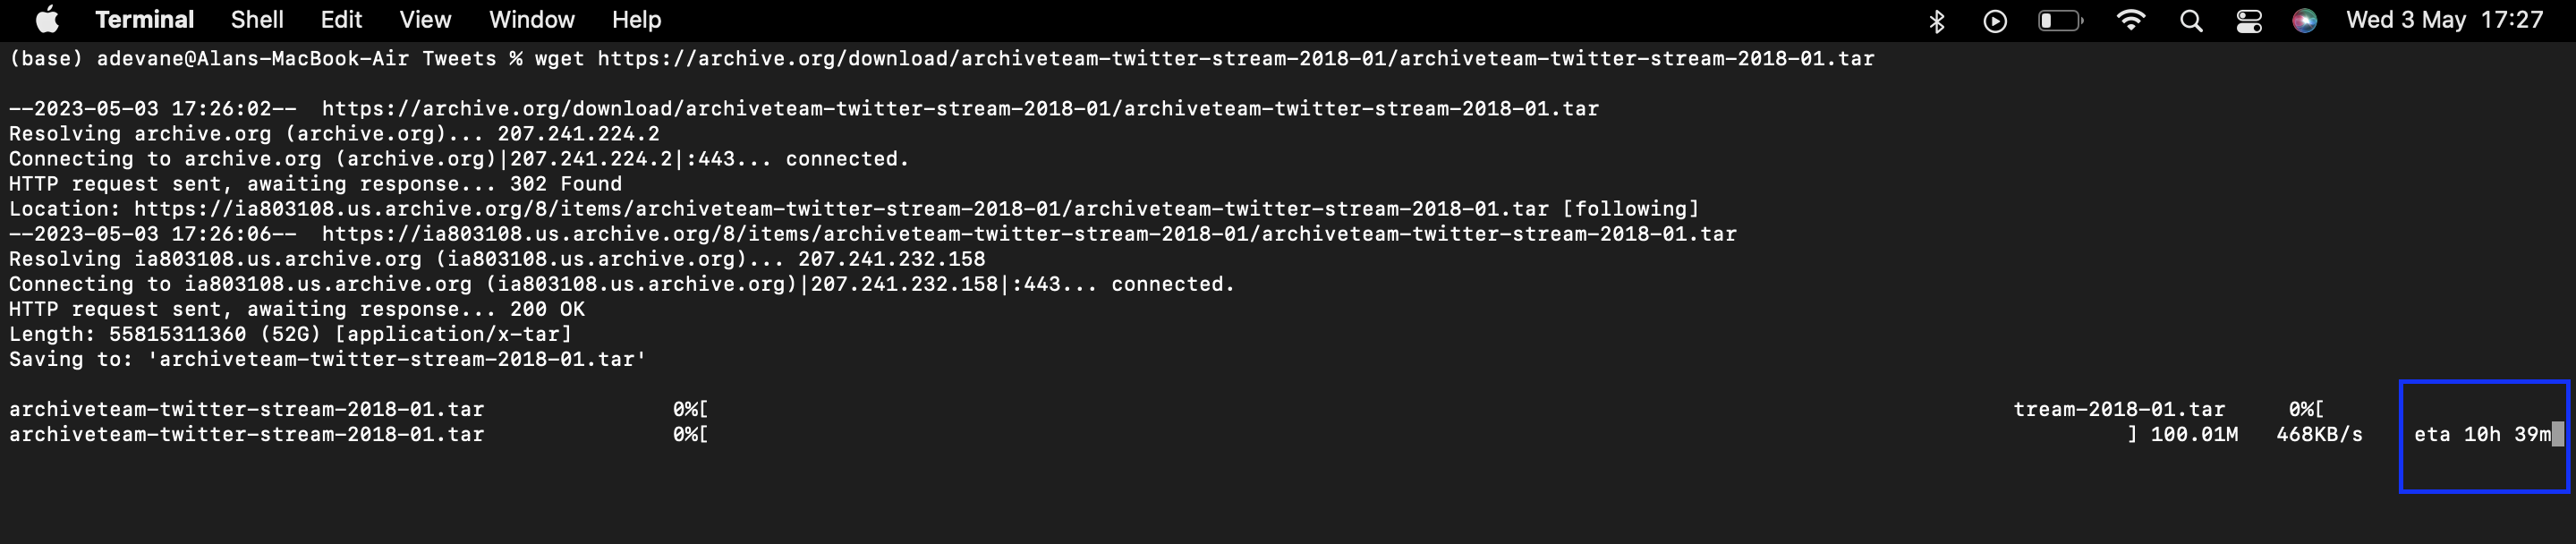 Terminal Shell Edit View Window Help Wed 3 May 17:27
(base) adevane@Alans-MacBook-Air Tweets % wget https://archive.org/download/archiveteam-twitter-stream-2018-01/archiveteam-twitter-stream-2018-01.tar
--2023-05-03 17:26:02--  https://archive.org/download/archiveteam-twitter-stream-2018-01/archiveteam-twitter-stream-2018-01.tar
Resolving archive.org (archive.org)... 207.241.224.2
Connecting to archive.org (archive.org)|207.241.224.2|:443... connected.
HTTP request sent, awaiting response... 302 Found
Location: https://ia803108.us.archive.org/8/items/archiveteam-twitter-stream-2018-01/archiveteam-twitter-stream-2018-01.tar [following]
--2023-05-03 17:26:06--  https://ia803108.us.archive.org/8/items/archiveteam-twitter-stream-2018-01/archiveteam-twitter-stream-2018-01.tar
Resolving ia803108.us.archive.org (ia803108.us.archive.org)... 207.241.232.158
Connecting to ia803108.us.archive.org (ia803108.us.archive.org)|207.241.232.158|:443... connected.
HTTP request sent, awaiting response... 200 OK
Length: 55815311360 (52G) [application/x-tar]
Saving to: 'archiveteam-twitter-stream-2018-01.tar'
archiveteam-twitter-stream-2018-01.tar 0%[ tream-2018-01.tar 0%[
archiveteam-twitter-stream-2018-01.tar 0%[ ] 100.01M 468KB/s eta 10h 39m